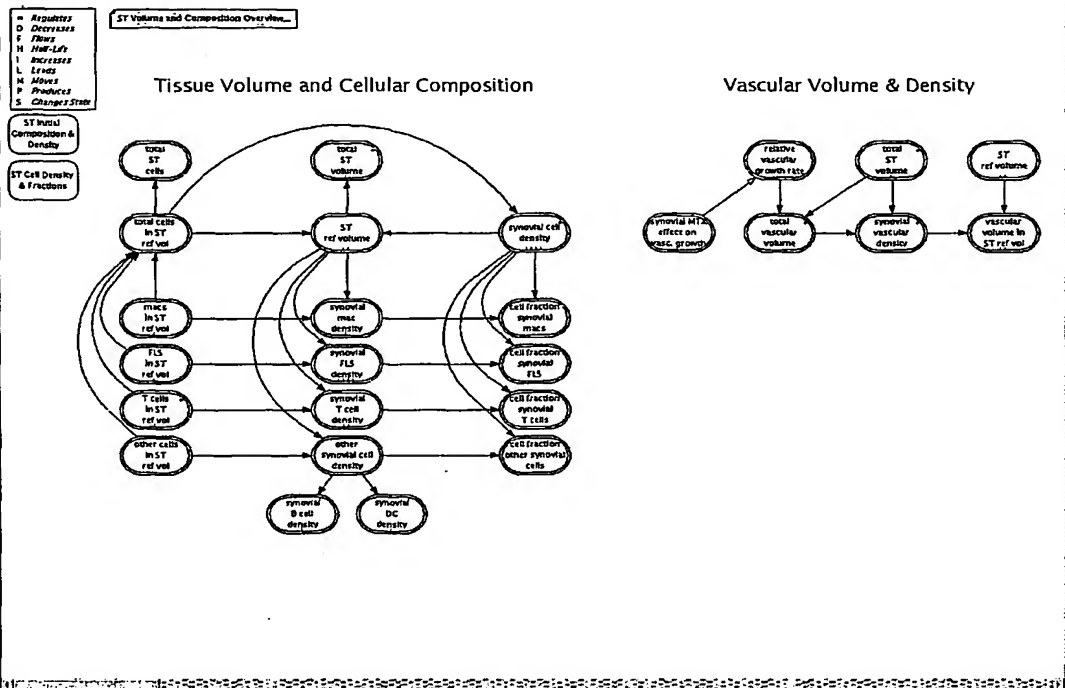 = Regulates
D Decreases
F Flows
H Half-Life
I Increases
L Leads
M Moves
P Produces
S Changes State
ST Volume and Composition Overview...
ST Initial
Composition &
Density
ST Cell Density
& Fractions
Tissue Volume and Cellular Composition
total
ST
cells
total
ST
volume
total cells
in ST
ref vol
ST
ref volume
synovial cell
density
macs
in ST
ref vol
synovial
mac
density
cell fraction
synovial
macs
FLS
in ST
ref vol
synovial
FLS
density
cell fraction
synovial
FLS
T cells
in ST
ref vol
synovial
T cell
density
cell fraction
synovial
T cells
other cells
in ST
ref vol
other
synovial cell
density
cell fraction
other synovial
cells
synovial
B cell
density
synovial
DC
density
Vascular Volume & Density
relative
vascular
growth rate
total
ST
volume
ST
ref volume
synovial MTX
effect on
vasc. growth
total
vascular
volume
synovial
vascular
density
vascular
volume in
ST ref vol